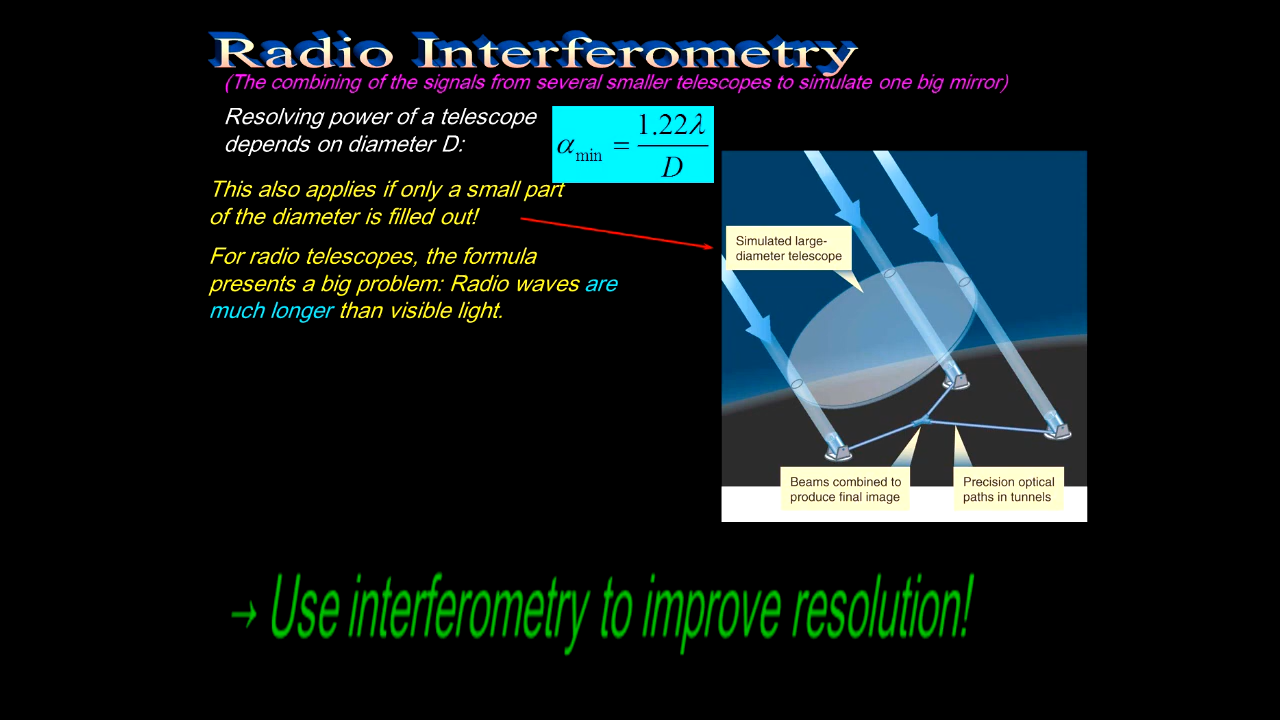 Radio Interferometry
(The combining of the signals from several smaller telescopes to simulate one big mirror)
Resolving power of a telescope
depends on diameter D:
α_min = 1.22λ / D
This also applies if only a small part
of the diameter is filled out!
For radio telescopes, the formula
presents a big problem: Radio waves are
much longer than visible light.
Simulated large-
diameter telescope
Beams combined to
produce final image
Precision optical
paths in tunnels
→ Use interferometry to improve resolution!